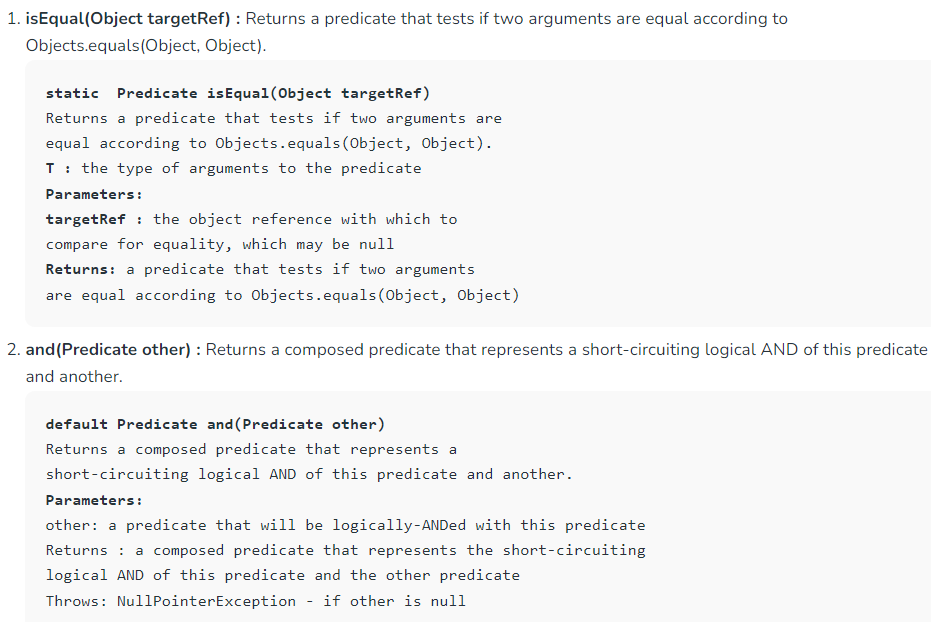 1. isEqual(Object targetRef) : Returns a predicate that tests if two arguments are equal according to
Objects.equals(Object, Object).
static  Predicate isEqual(Object targetRef)
Returns a predicate that tests if two arguments are
equal according to Objects.equals(Object, Object).
T : the type of arguments to the predicate
Parameters:
targetRef : the object reference with which to
compare for equality, which may be null
Returns: a predicate that tests if two arguments
are equal according to Objects.equals(Object, Object)
2. and(Predicate other) : Returns a composed predicate that represents a short-circuiting logical AND of this predicate
and another.
default Predicate and(Predicate other)
Returns a composed predicate that represents a
short-circuiting logical AND of this predicate and another.
Parameters:
other: a predicate that will be logically-ANDed with this predicate
Returns : a composed predicate that represents the short-circuiting
logical AND of this predicate and the other predicate
Throws: NullPointerException - if other is null